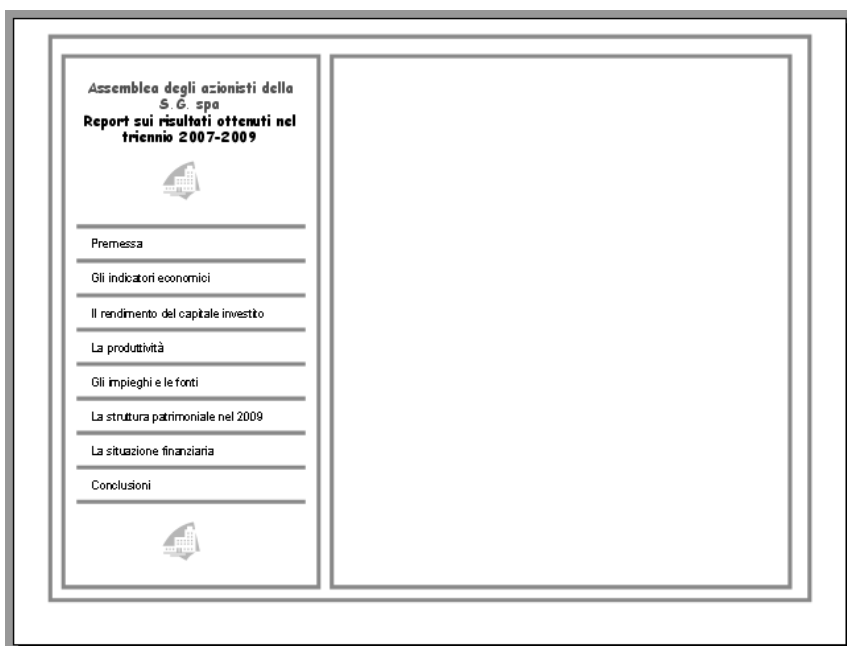 Assemblea degli azionisti della
S.G. spa
Report sui risultati ottenuti nel
triennio 2007-2009
Premessa
Gli indicatori economici
Il rendimento del capitale investito
La produttività
Gli impieghi e le fonti
La struttura patrimoniale nel 2009
La situazione finanziaria
Conclusioni